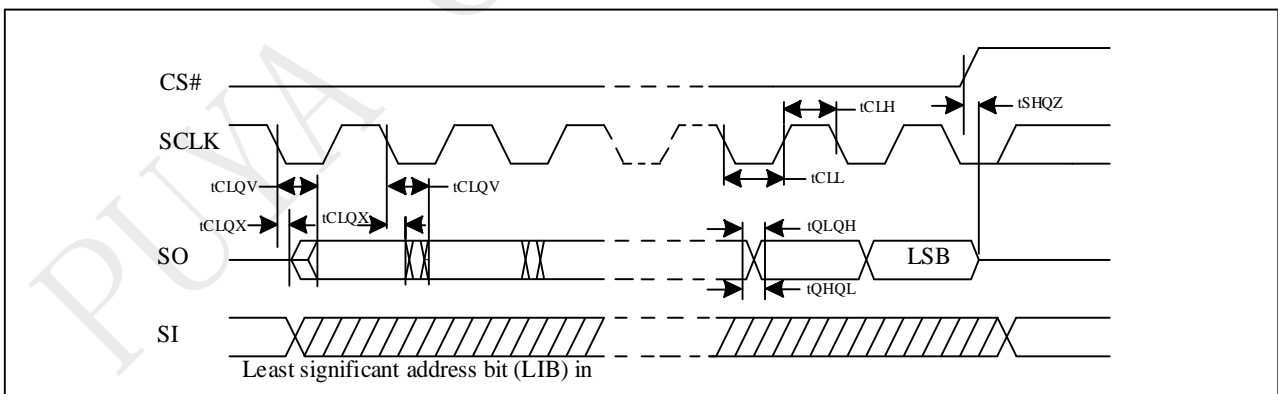 PUYA
CS#
tCLH
tSHQZ
SCLK
tCLQV
tCLQV
tCLL
tCLQX
tCLQX
tQLQH
SO
LSB
tQHQL
SI
Least significant address bit (LIB) in